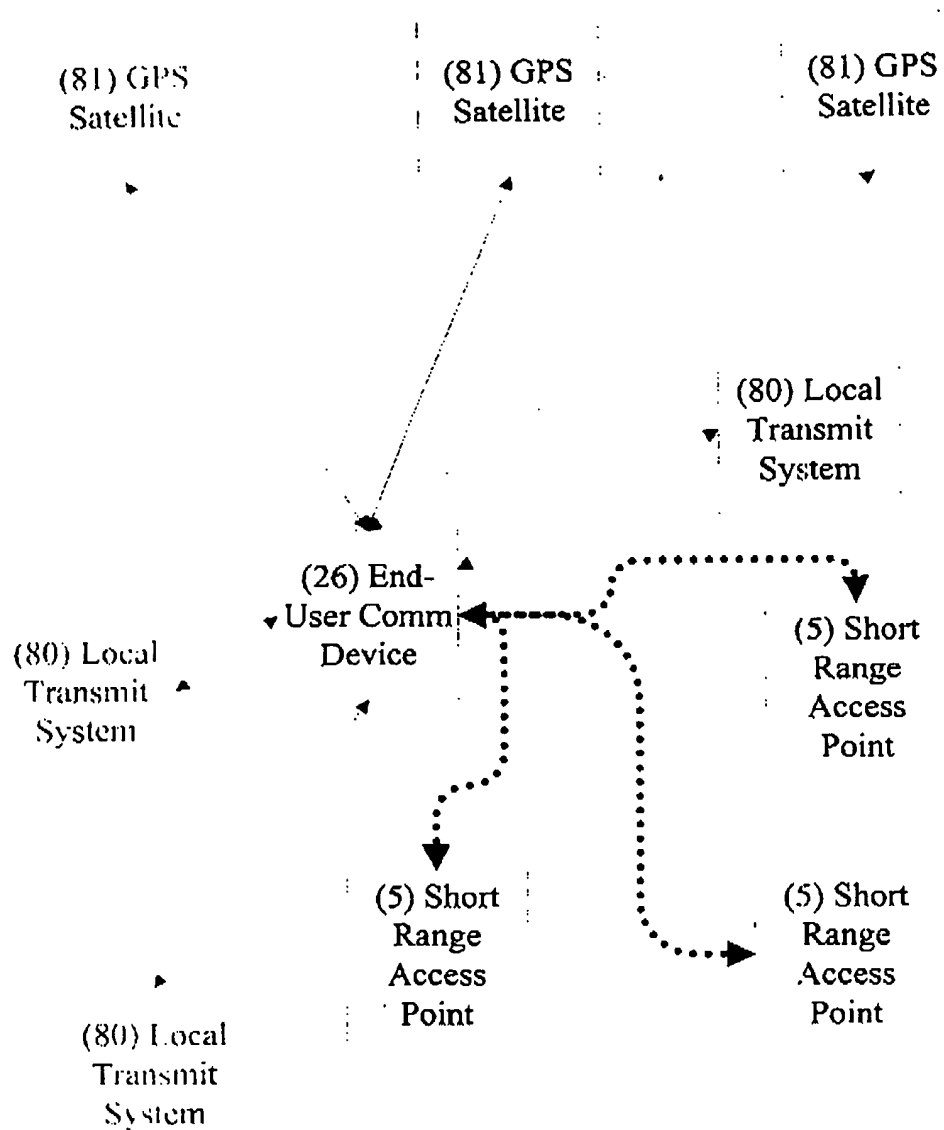 (81) GPS
Satellite
(81) GPS
Satellite
(81) GPS
Satellite
(80) Local
Transmit
System
(26) End-
User Comm
Device
(80) Local
Transmit
System
(5) Short
Range
Access
Point
(5) Short
Range
Access
Point
(5) Short
Range
Access
Point
(80) Local
Transmit
System